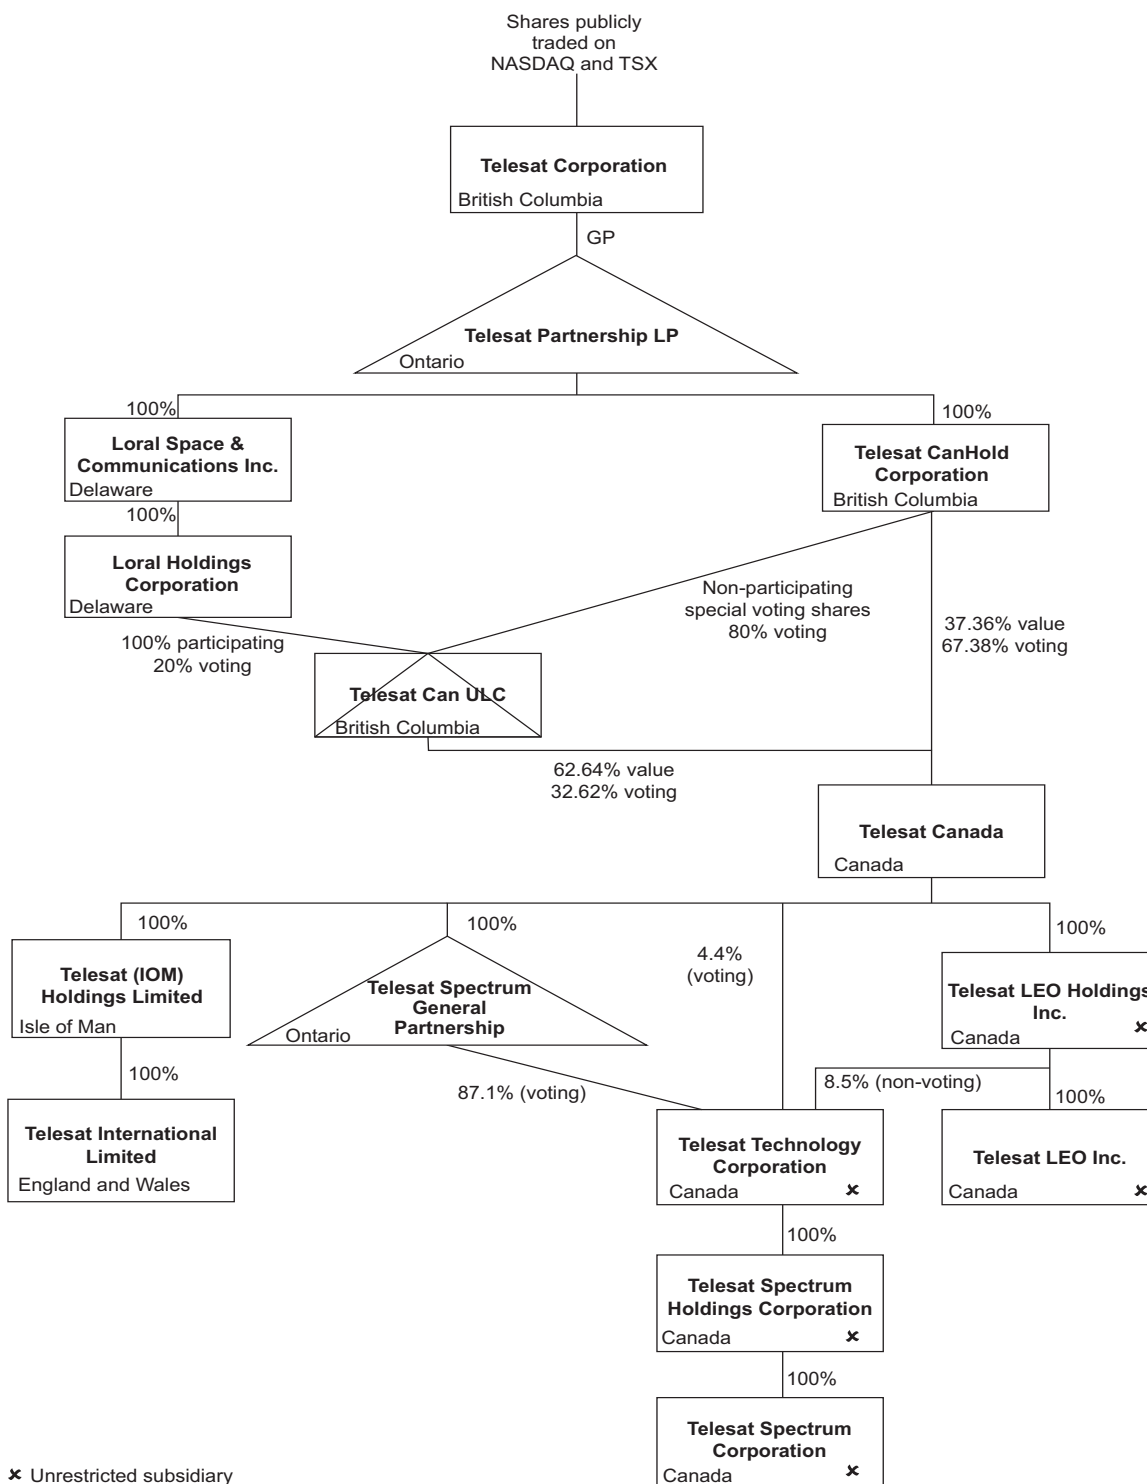 Shares publicly
traded on
NASDAQ and TSX
Telesat Corporation
British Columbia
GP
Telesat Partnership LP
Ontario
100%
100%
Loral Space &
Communications Inc.
Delaware
Telesat CanHold
Corporation
British Columbia
100%
Loral Holdings
Corporation
Delaware
Non-participating
special voting shares
80% voting
37.36% value
67.38% voting
100% participating
20% voting
Telesat Can ULC
British Columbia
62.64% value
32.62% voting
Telesat Canada
Canada
100%
100%
4.4%
(voting)
100%
Telesat (IOM)
Holdings Limited
Isle of Man
Telesat Spectrum
General
Partnership
Ontario
Telesat LEO Holdings
Inc.
Canada ×
100%
87.1% (voting)
8.5% (non-voting)
100%
Telesat International
Limited
England and Wales
Telesat Technology
Corporation
Canada ×
Telesat LEO Inc.
Canada ×
100%
Telesat Spectrum
Holdings Corporation
Canada ×
100%
Telesat Spectrum
Corporation
Canada ×
× Unrestricted subsidiary